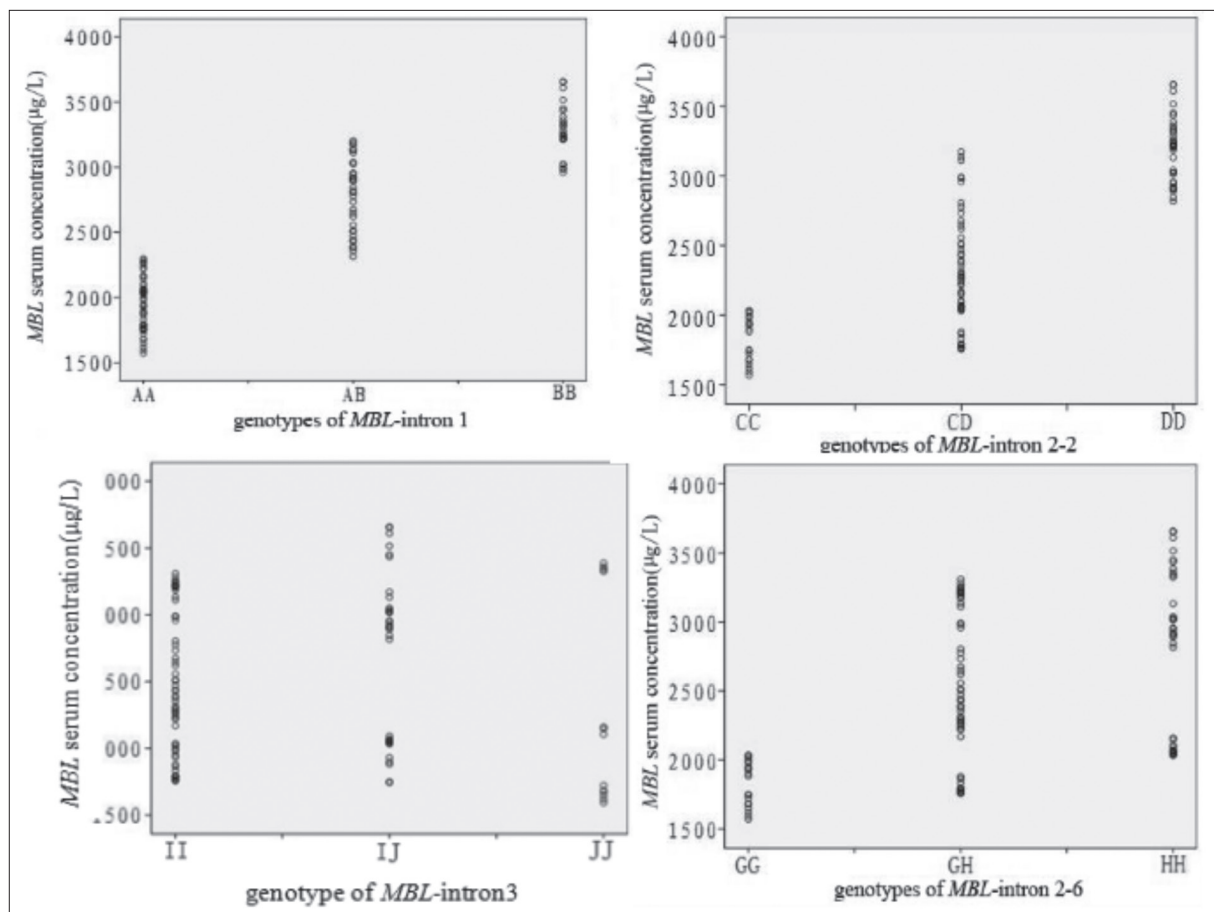 MBL serum concentration(μg/L)
4000
3500
3000
2500
2000
1500
AA AB BB
genotypes of MBL-intron 1
MBL serum concentration(μg/L)
4000
3500
3000
2500
2000
1500
CC CD DD
genotypes of MBL-intron 2-2
MBL serum concentration(μg/L)
000
500
000
500
000
.500
II IJ JJ
genotype of MBL-intron3
MBL serum concentration(μg/L)
4000
3500
3000
2500
2000
1500
GG GH HH
genotypes of MBL-intron 2-6